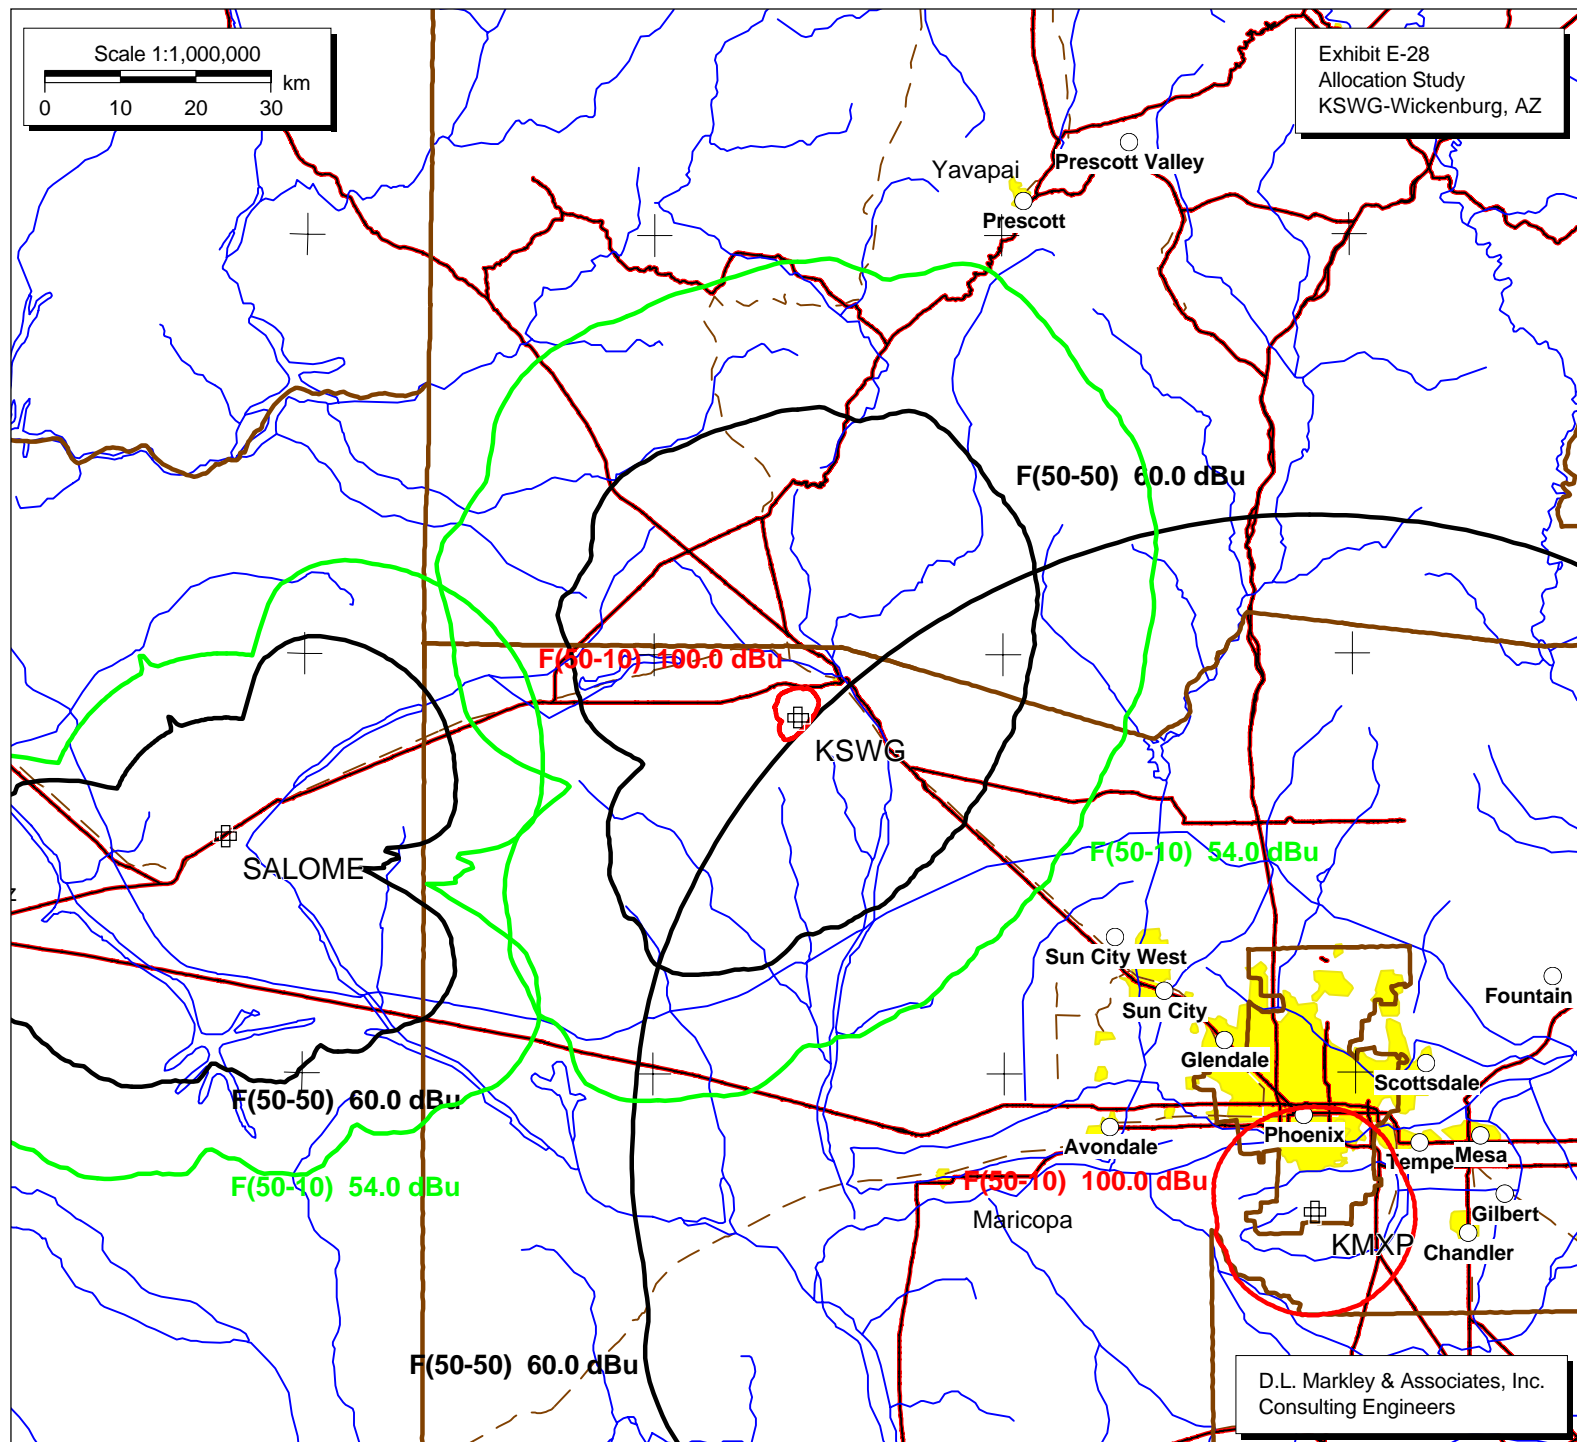 Scale 1:1,000,000
km
0 10 20 30
Exhibit E-28
Allocation Study
KSWG-Wickenburg, AZ
Yavapai
Prescott Valley
Prescott
F(50-50) 60.0 dBu
F(50-10) 100.0 dBu
KSWG
F(50-10) 54.0 dBu
SALOME
z
Sun City West
Sun City
Fountain
Glendale
Scottsdale
F(50-50) 60.0 dBu
Phoenix
Avondale
Tempe
Mesa
F(50-10) 54.0 dBu
F(50-10) 100.0 dBu
Gilbert
Maricopa
KMXP
Chandler
F(50-50) 60.0 dBu
D.L. Markley & Associates, Inc.
Consulting Engineers